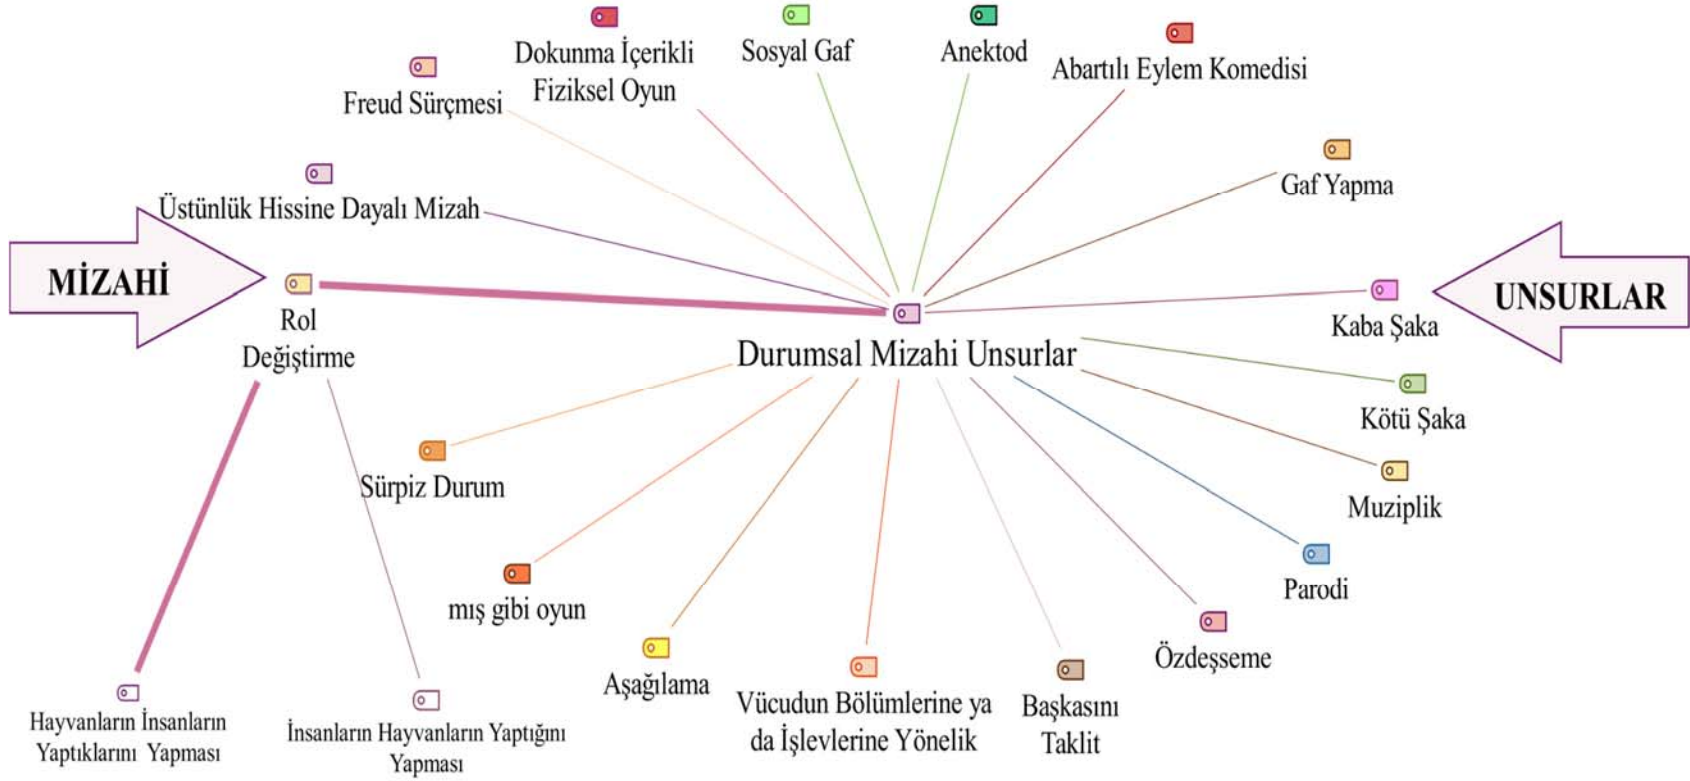 Dokunma İçerikli
Fiziksel Oyun
Sosyal Gaf
Anektod
Abartılı Eylem Komedisi
Freud Sürçmesi
Gaf Yapma
Üstünlük Hissine Dayalı Mizah
MİZAHİ
UNSURLAR
Rol
Değiştirme
Kaba Şaka
Durumsal Mizahi Unsurlar
Kötü Şaka
Sürpiz Durum
Muziplik
mış gibi oyun
Parodi
Aşağılama
Özdeşseme
Vücudun Bölümlerine ya
da İşlevlerine Yönelik
Başkasını
Taklit
Hayvanların İnsanların
Yaptıklarını Yapması
İnsanların Hayvanların Yaptığını
Yapması